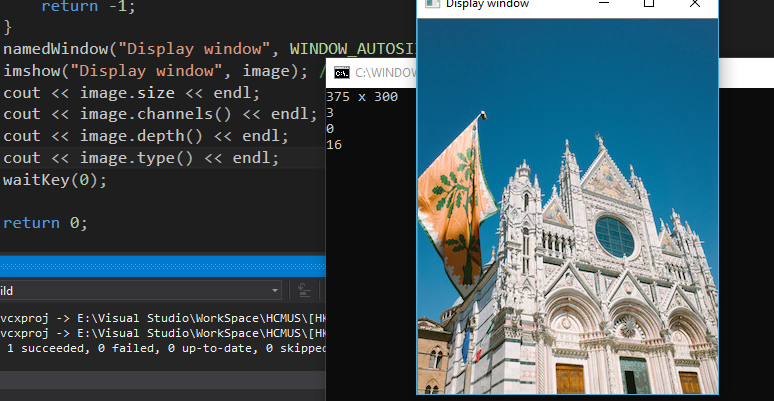 return -1;
}
namedWindow("Display window", WINDOW_AUTOSI
imshow("Display window", image); /
cout << image.size << endl;
cout << image.channels() << endl;
cout << image.depth() << endl;
cout << image.type() << endl;
waitKey(0);
return 0;
ild
vcxproj -> E:\Visual Studio\WorkSpace\HCMUS\[HK
vcxproj -> E:\Visual Studio\WorkSpace\HCMUS\[HK
1 succeeded, 0 failed, 0 up-to-date, 0 skipped
C:\WINDOW
375 x 300
3
0
16
Display window